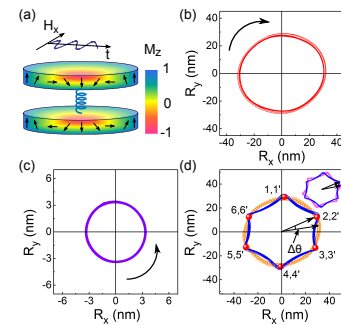 (a)
H_x
t
M_z
1
0
-1
(b)
40
20
0
-20
-40
R_y (nm)
-40 -20 0 20 40
R_x (nm)
(c)
6
3
0
-3
-6
R_y (nm)
-6 -3 0 3 6
R_x (nm)
(d)
40
20
0
-20
-40
R_y (nm)
1,1'
2,2'
3,3'
4,4'
5,5'
6,6'
Δθ
-40 -20 0 20 40
R_x (nm)